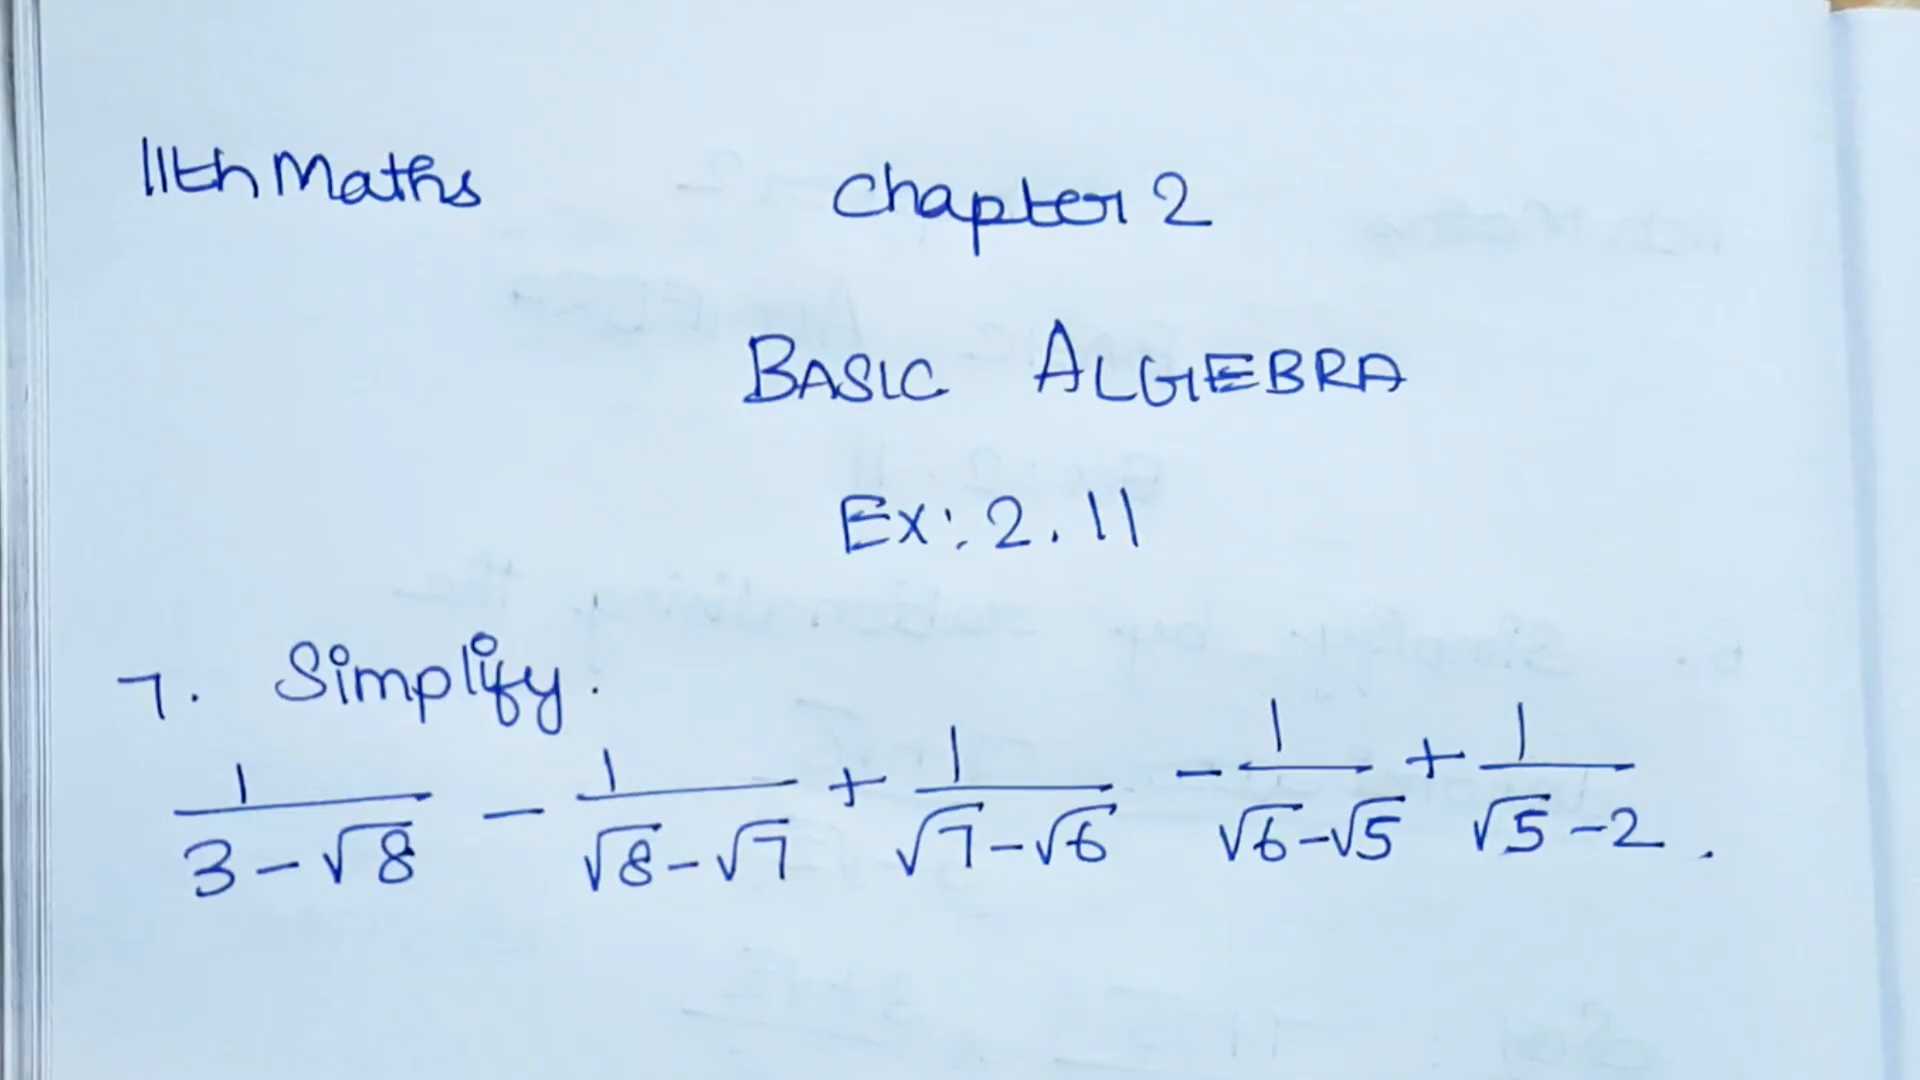 11th Maths Chapter 2
BASIC ALGEBRA
Ex: 2.11
7. Simplify.
1/(3-√8) - 1/(√8-√7) + 1/(√7-√6) - 1/(√6-√5) + 1/(√5-2).